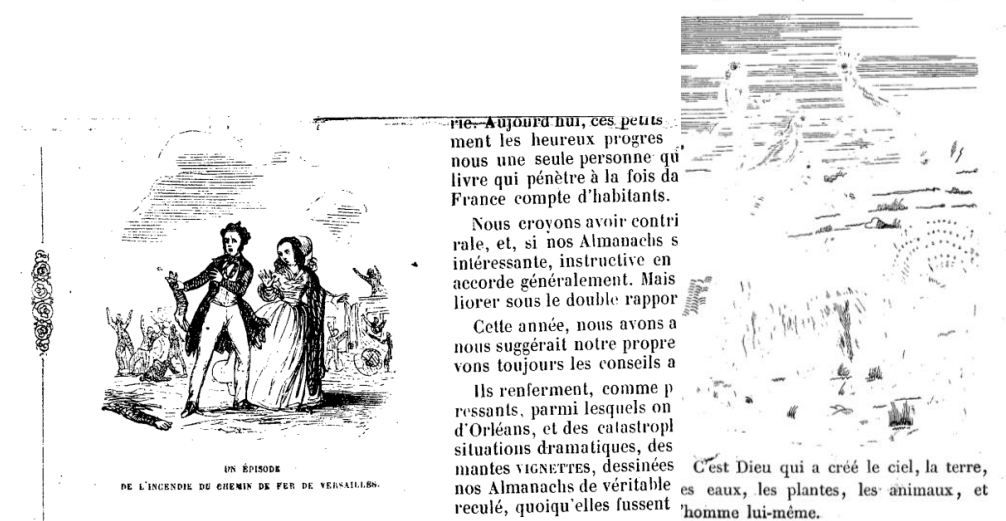 UN ÉPISODE
DE L'INCENDIE DU CHEMIN DE FER DE VERSAILLES.
rie. Aujourd'hui, ces petits
ment les heureux progres
nous une seule personne qu
livre qui pénètre à la fois da
France compte d'habitants.
Nous croyons avoir contri
rale, et, si nos Almanachs s
intéressante, instructive en
accorde généralement. Mais
liorer sous le double rappor
Cette année, nous avons a
nous suggérait notre propre
vons toujours les conseils a
Ils renferment, comme p
ressants, parmi lesquels on
d'Orléans, et des catastropl
situations dramatiques, des
mantes VIGNETTES, dessinées
nos Almanachs de véritable
reculé, quoiqu'elles fussent
C'est Dieu qui a créé le ciel, la terre,
es eaux, les plantes, les animaux, et
'homme lui-même.